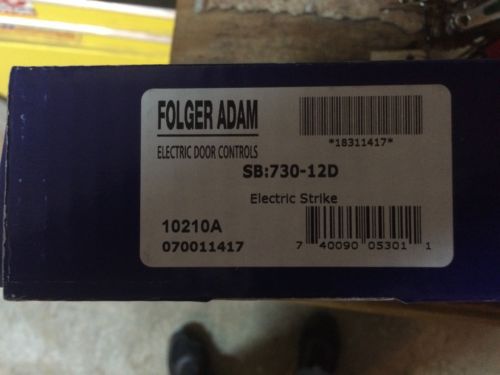 FOLGER ADAM
ELECTRIC DOOR CONTROLS
*18311417*
SB:730-12D
Electric Strike
10210A
070011417
7 40090 05301 1